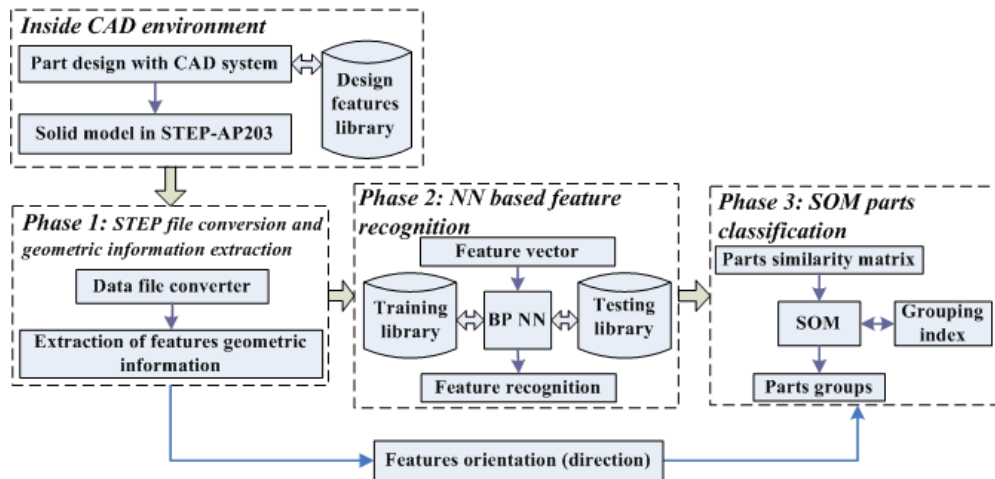 Inside CAD environment
Part design with CAD system
Design
features
library
Solid model in STEP-AP203
Phase 1: STEP file conversion and
geometric information extraction
Data file converter
Extraction of features geometric
information
Phase 2: NN based feature
recognition
Feature vector
Training
library
BP NN
Testing
library
Feature recognition
Phase 3: SOM parts
classification
Parts similarity matrix
SOM
Grouping
index
Parts groups
Features orientation (direction)